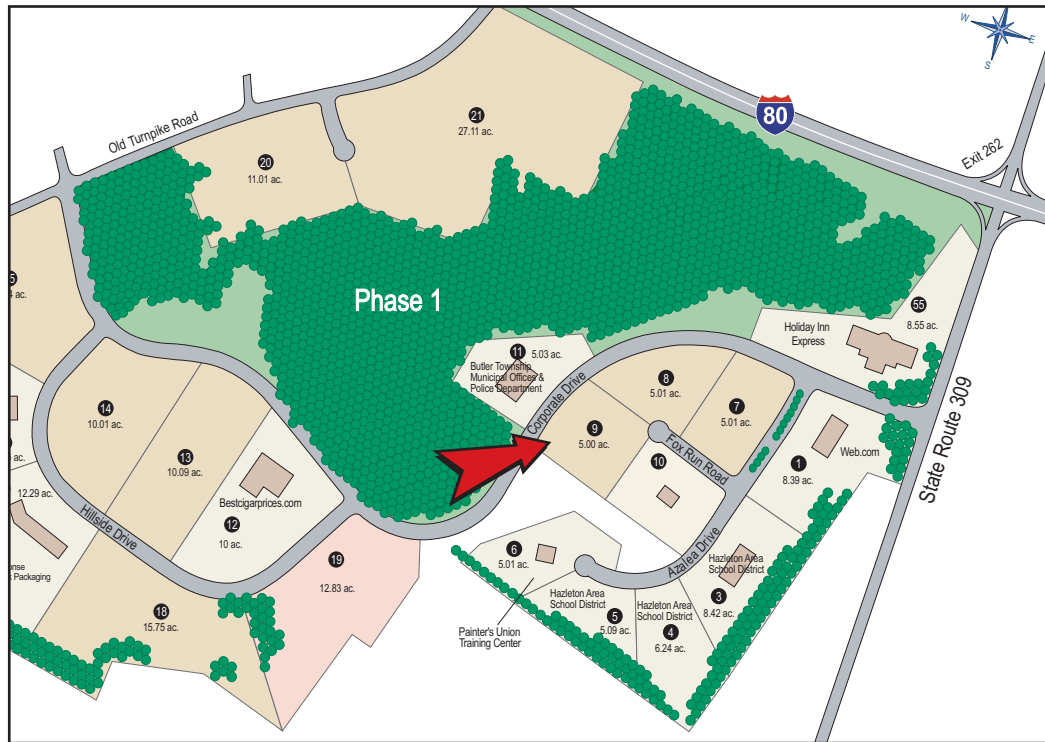 W
E
S
80
Exit 262
Old Turnpike Road
21
27.11 ac.
20
11.01 ac.
Phase 1
55
8.55 ac.
Holiday Inn
Express
State Route 309
11 5.03 ac.
Butler Township
Municipal Offices &
Police Department
Corporate Drive
8
5.01 ac.
7
5.01 ac.
9
5.00 ac.
Fox Run Road
10
Web.com
1
8.39 ac.
14
10.01 ac.
13
10.09 ac.
Bestcigarprices.com
12
10 ac.
12.29 ac.
Hillside Drive
Packaging
19
12.83 ac.
18
15.75 ac.
6
5.01 ac.
Azalea Drive
Hazleton Area
School District
3
8.42 ac.
Hazleton Area
School District
5
5.09 ac.
Hazleton Area
School District
4
6.24 ac.
Painter's Union
Training Center